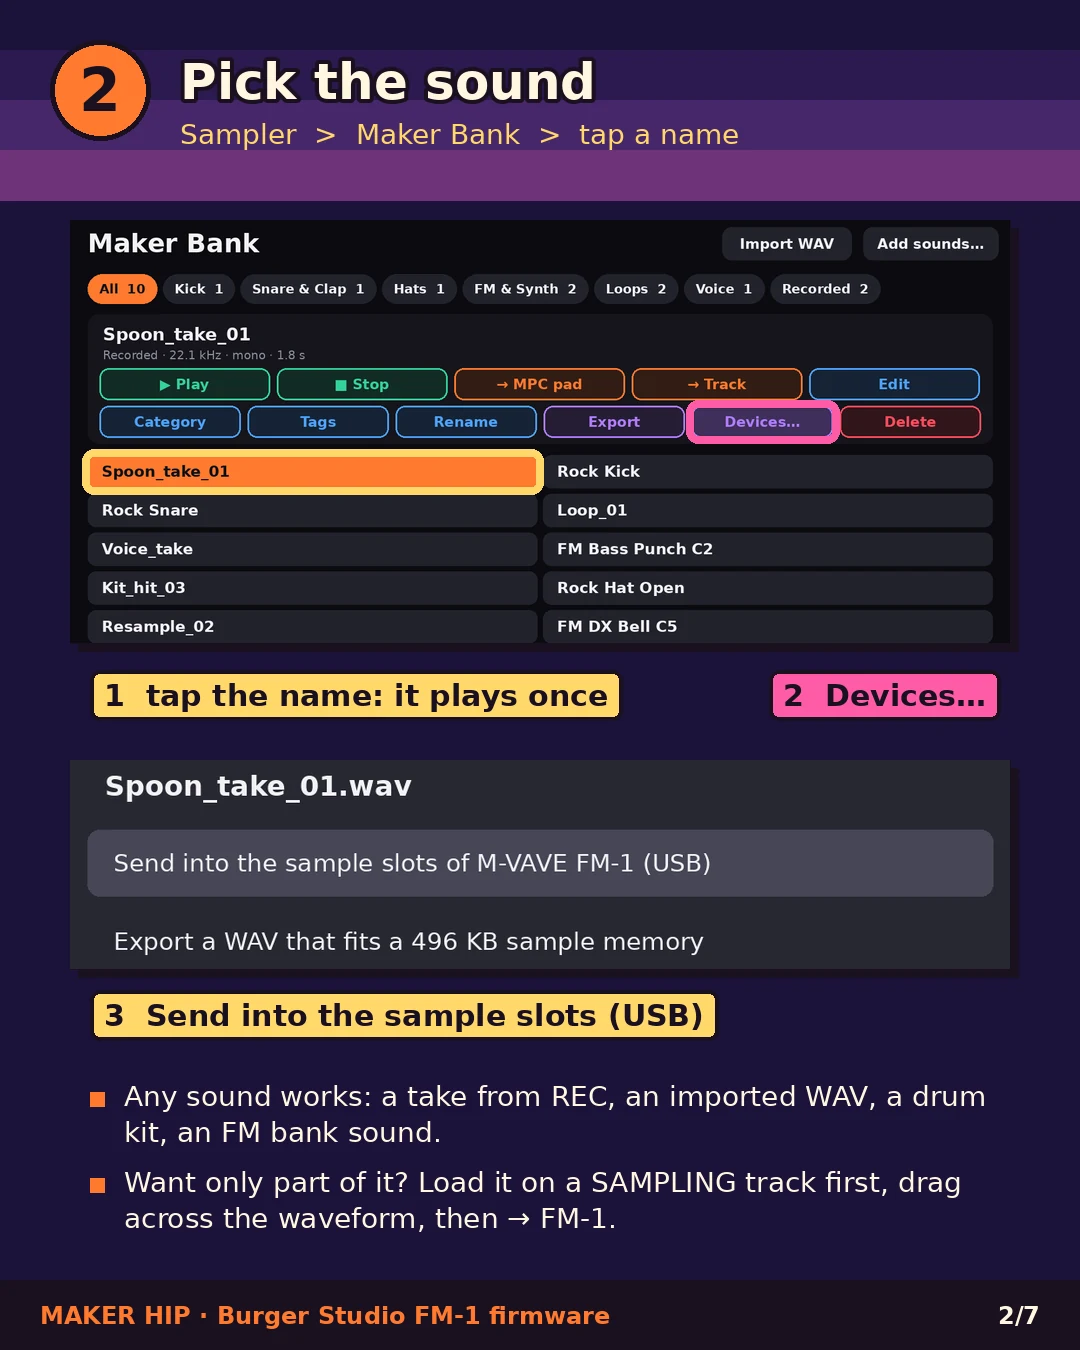 2
Pick the sound
Sampler > Maker Bank > tap a name
Maker Bank
Import WAV
Add sounds…
All 10
Kick 1
Snare & Clap 1
Hats 1
FM & Synth 2
Loops 2
Voice 1
Recorded 2
Spoon_take_01
Recorded · 22.1 kHz · mono · 1.8 s
▶ Play
■ Stop
→ MPC pad
→ Track
Edit
Category
Tags
Rename
Export
Devices…
Delete
Spoon_take_01
Rock Kick
Rock Snare
Loop_01
Voice_take
FM Bass Punch C2
Kit_hit_03
Rock Hat Open
Resample_02
FM DX Bell C5
1 tap the name: it plays once
2 Devices…
Spoon_take_01.wav
Send into the sample slots of M-VAVE FM-1 (USB)
Export a WAV that fits a 496 KB sample memory
3 Send into the sample slots (USB)
Any sound works: a take from REC, an imported WAV, a drum
kit, an FM bank sound.
Want only part of it? Load it on a SAMPLING track first, drag
across the waveform, then → FM-1.
MAKER HIP · Burger Studio FM-1 firmware
2/7